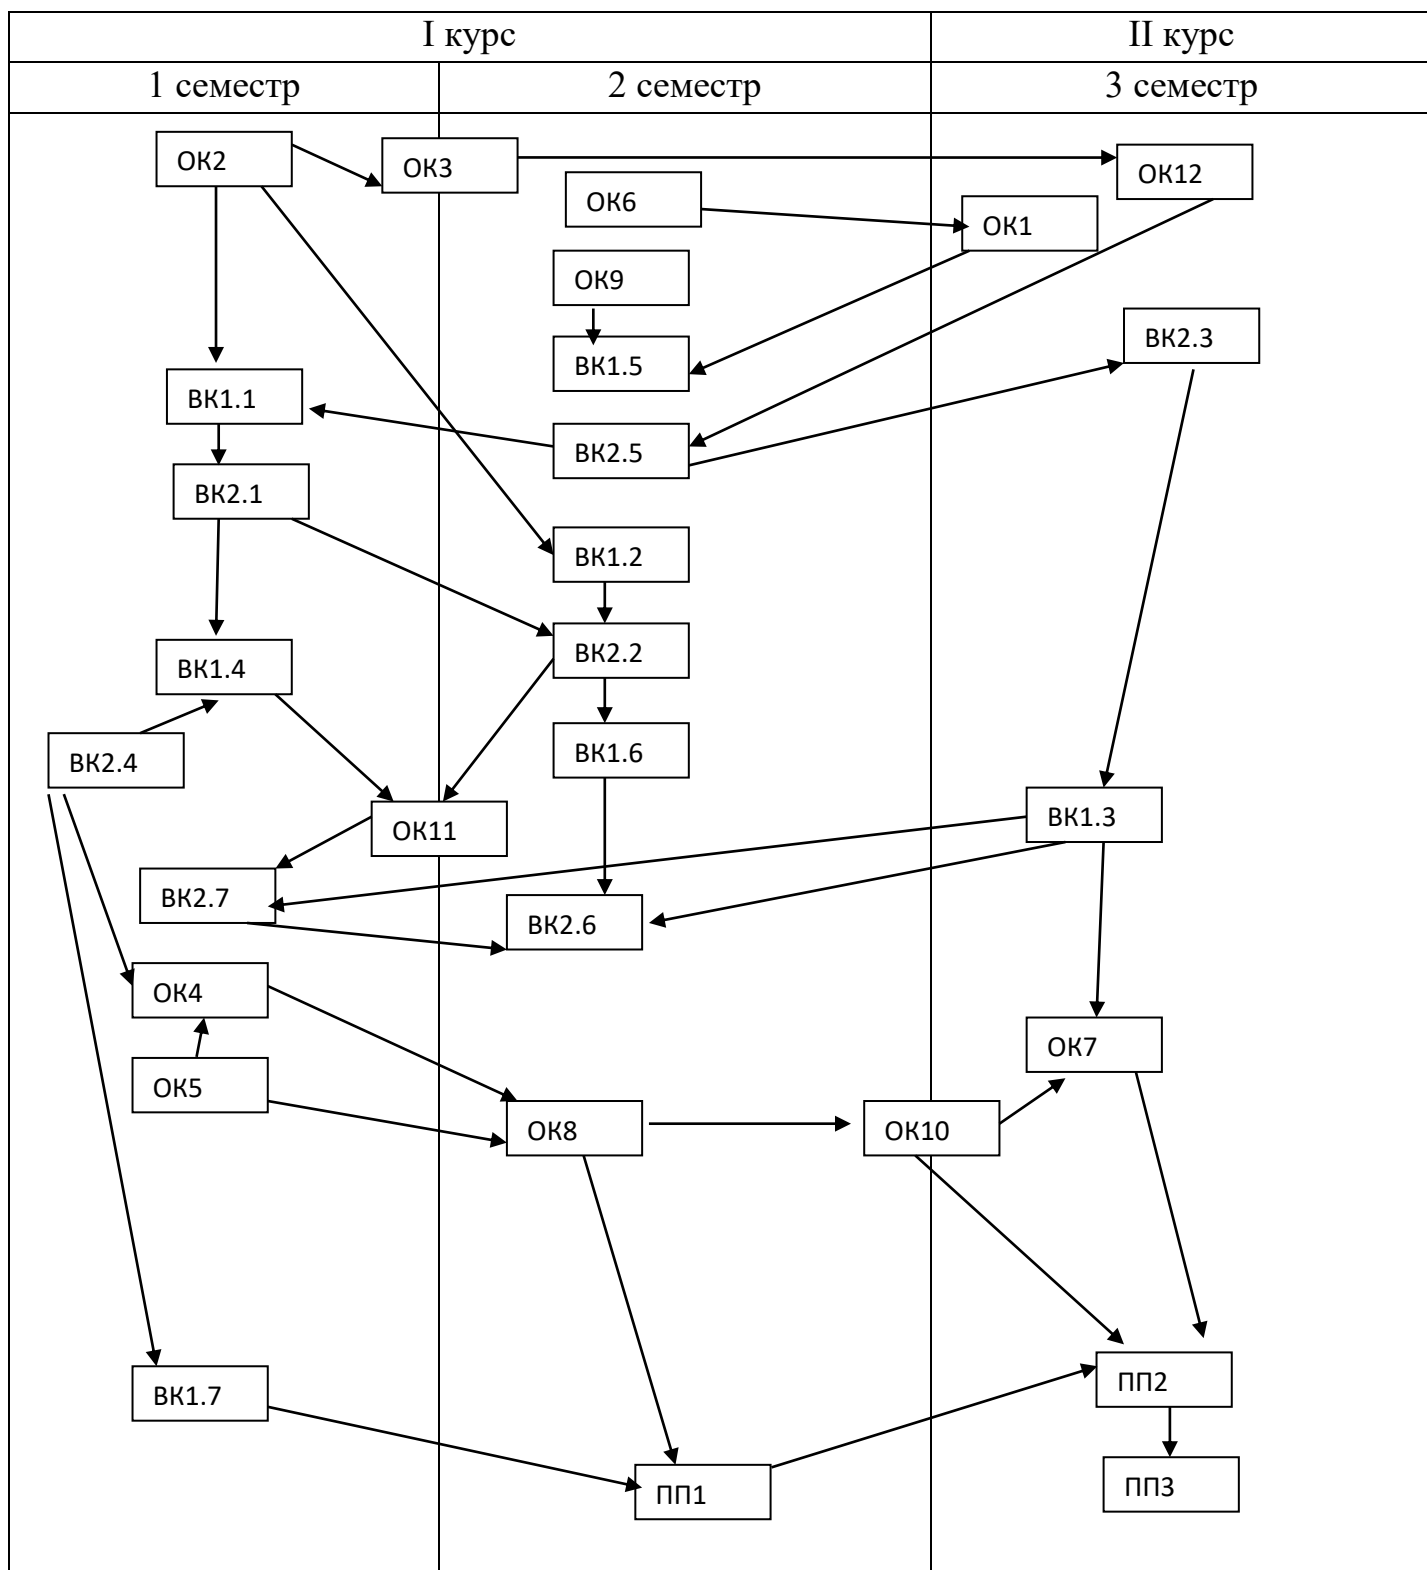 I курс
II курс
1 семестр
2 семестр
3 семестр
ОК2
ОК3
ОК12
ОК6
ОК1
ОК9
ВК2.3
ВК1.5
ВК1.1
ВК2.5
ВК2.1
ВК1.2
ВК2.2
ВК1.4
ВК1.6
ВК2.4
ВК1.3
ОК11
ВК2.7
ВК2.6
ОК4
ОК7
ОК5
ОК8
ОК10
ПП2
ВК1.7
ПП1
ПП3